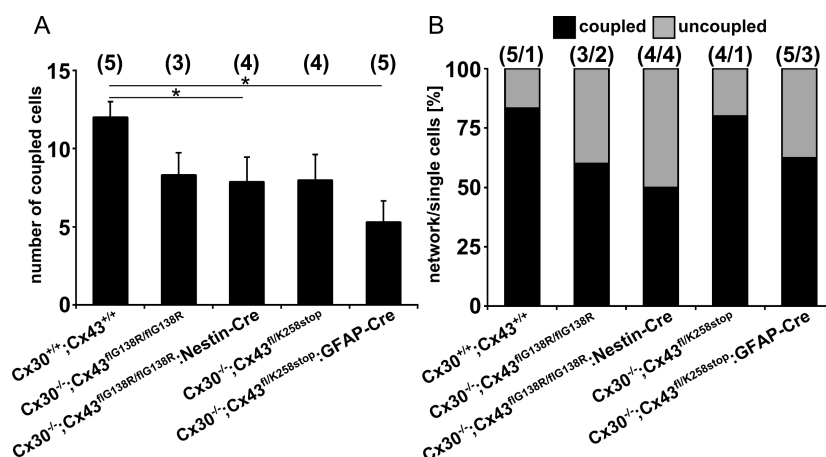 A
(5) (3) (4) (4) (5)
15
10
5
0
number of coupled cells
*
*
Cx30+/+;Cx43+/+
Cx30-/-;Cx43flG138R/flG138R
Cx30-/-;Cx43flG138R/flG138R:Nestin-Cre
Cx30-/-;Cx43fl/K258stop
Cx30-/-;Cx43fl/K258stop:GFAP-Cre
B
coupled uncoupled
(5/1) (3/2) (4/4) (4/1) (5/3)
100
75
50
25
0
network/single cells [%]
Cx30+/+;Cx43+/+
Cx30-/-;Cx43flG138R/flG138R
Cx30-/-;Cx43flG138R/flG138R:Nestin-Cre
Cx30-/-;Cx43fl/K258stop
Cx30-/-;Cx43fl/K258stop:GFAP-Cre